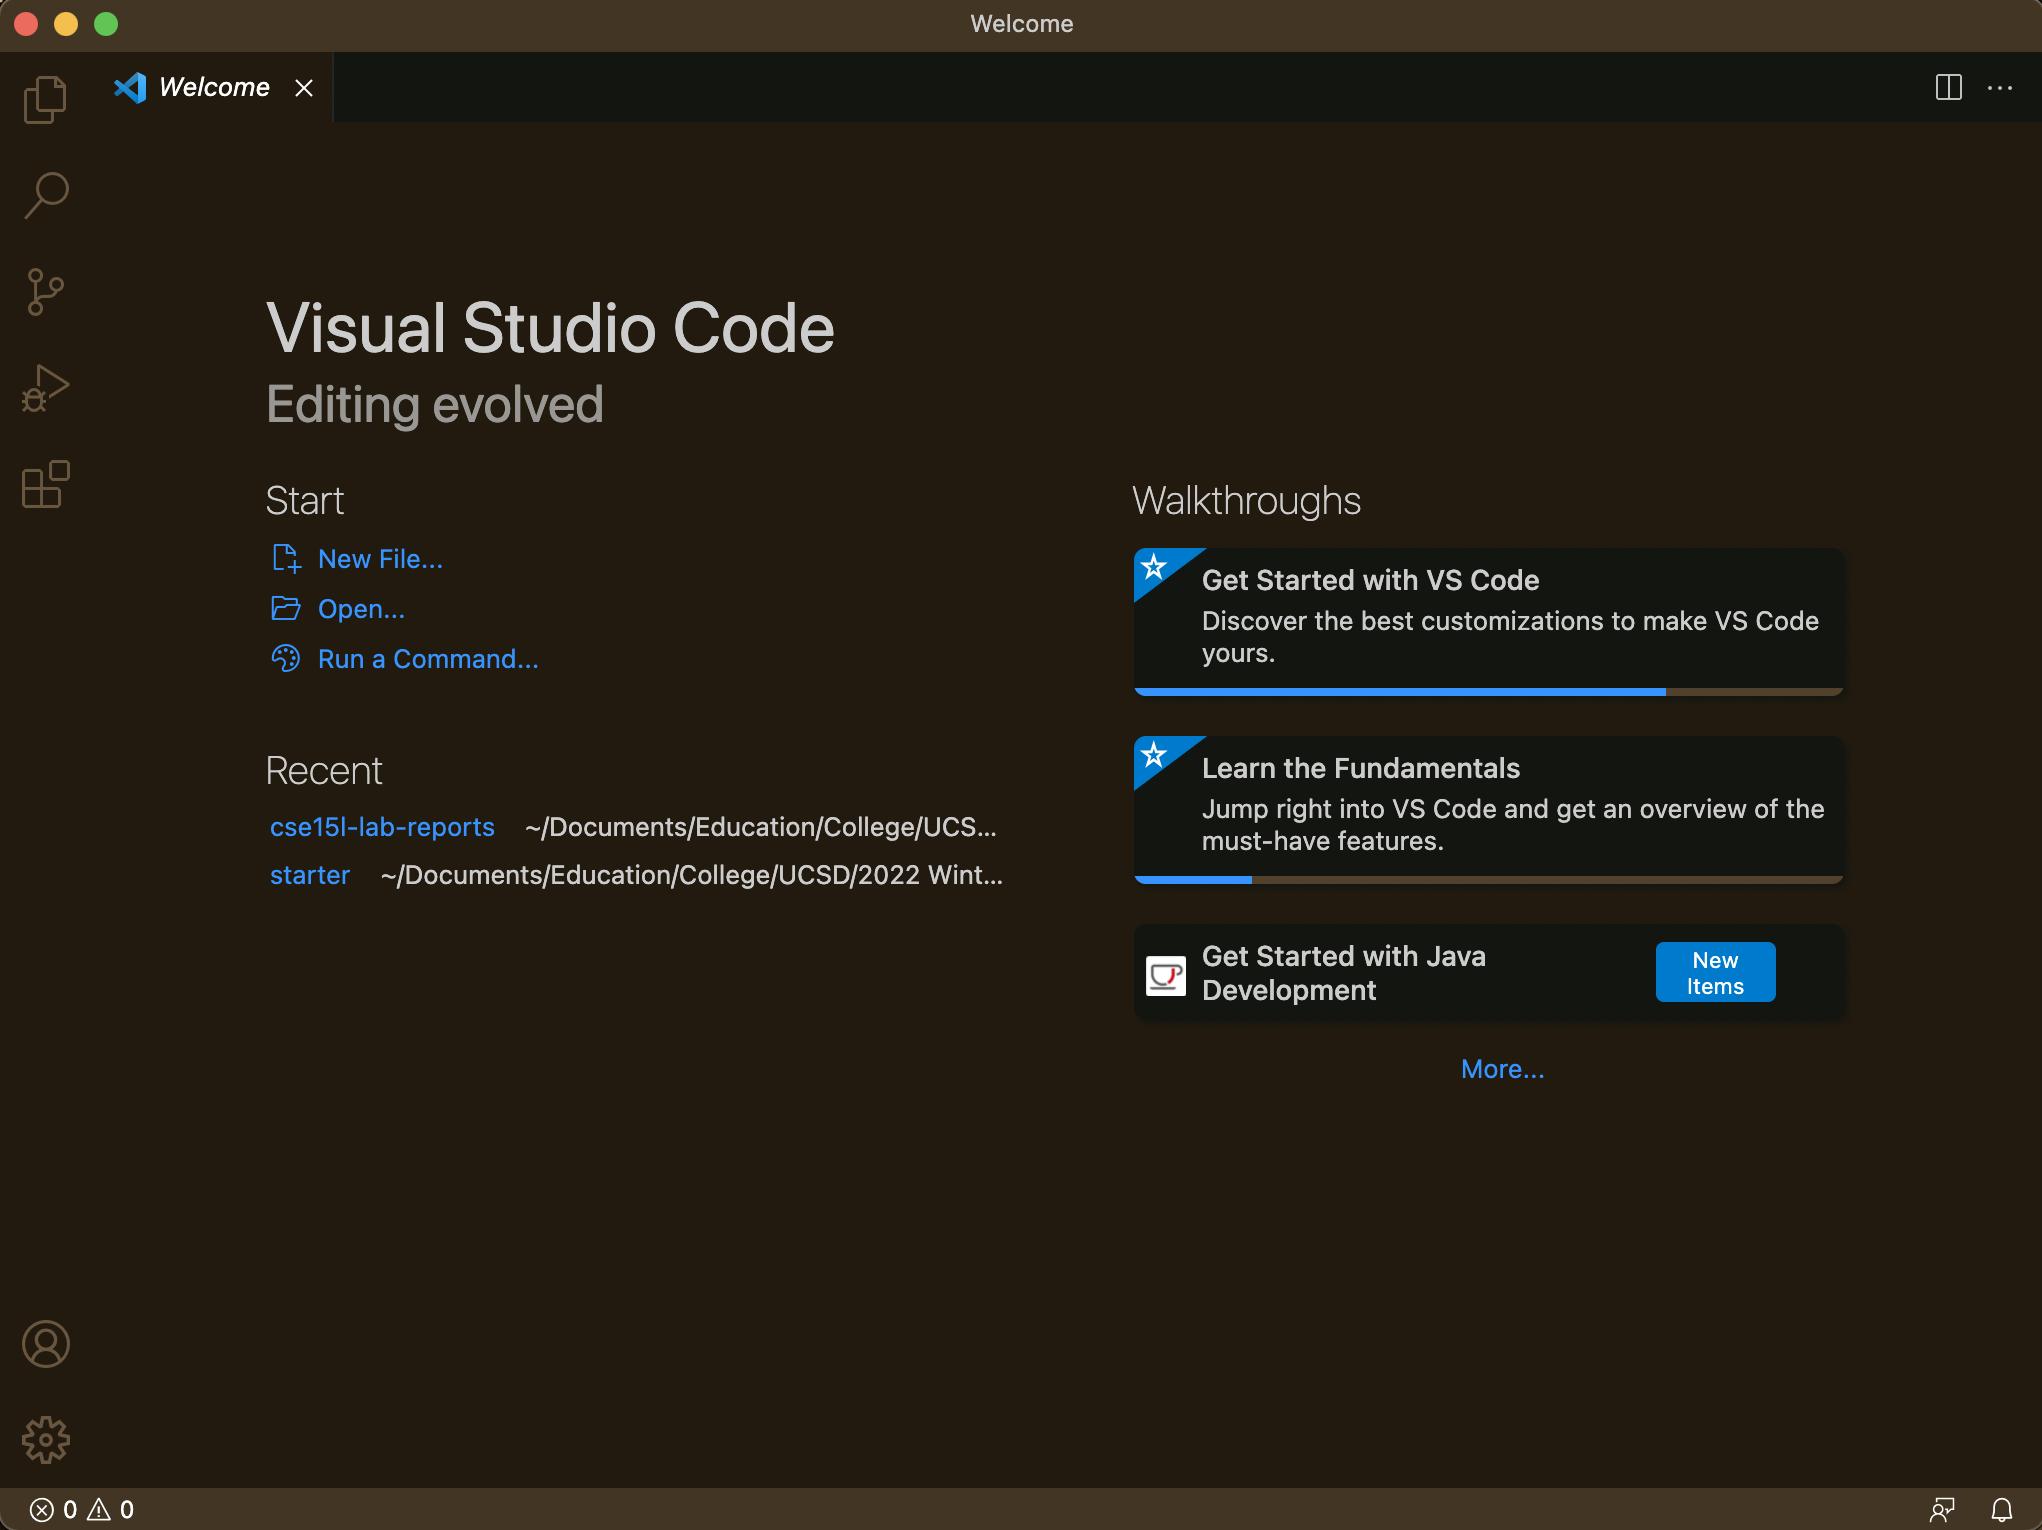 Welcome
Welcome
Visual Studio Code
Editing evolved
Start
New File...
Open...
Run a Command...
Recent
cse15l-lab-reports ~/Documents/Education/College/UCS...
starter ~/Documents/Education/College/UCSD/2022 Wint...
Walkthroughs
Get Started with VS Code
Discover the best customizations to make VS Code
yours.
Learn the Fundamentals
Jump right into VS Code and get an overview of the
must-have features.
Get Started with Java
Development
New
Items
More...
0 0